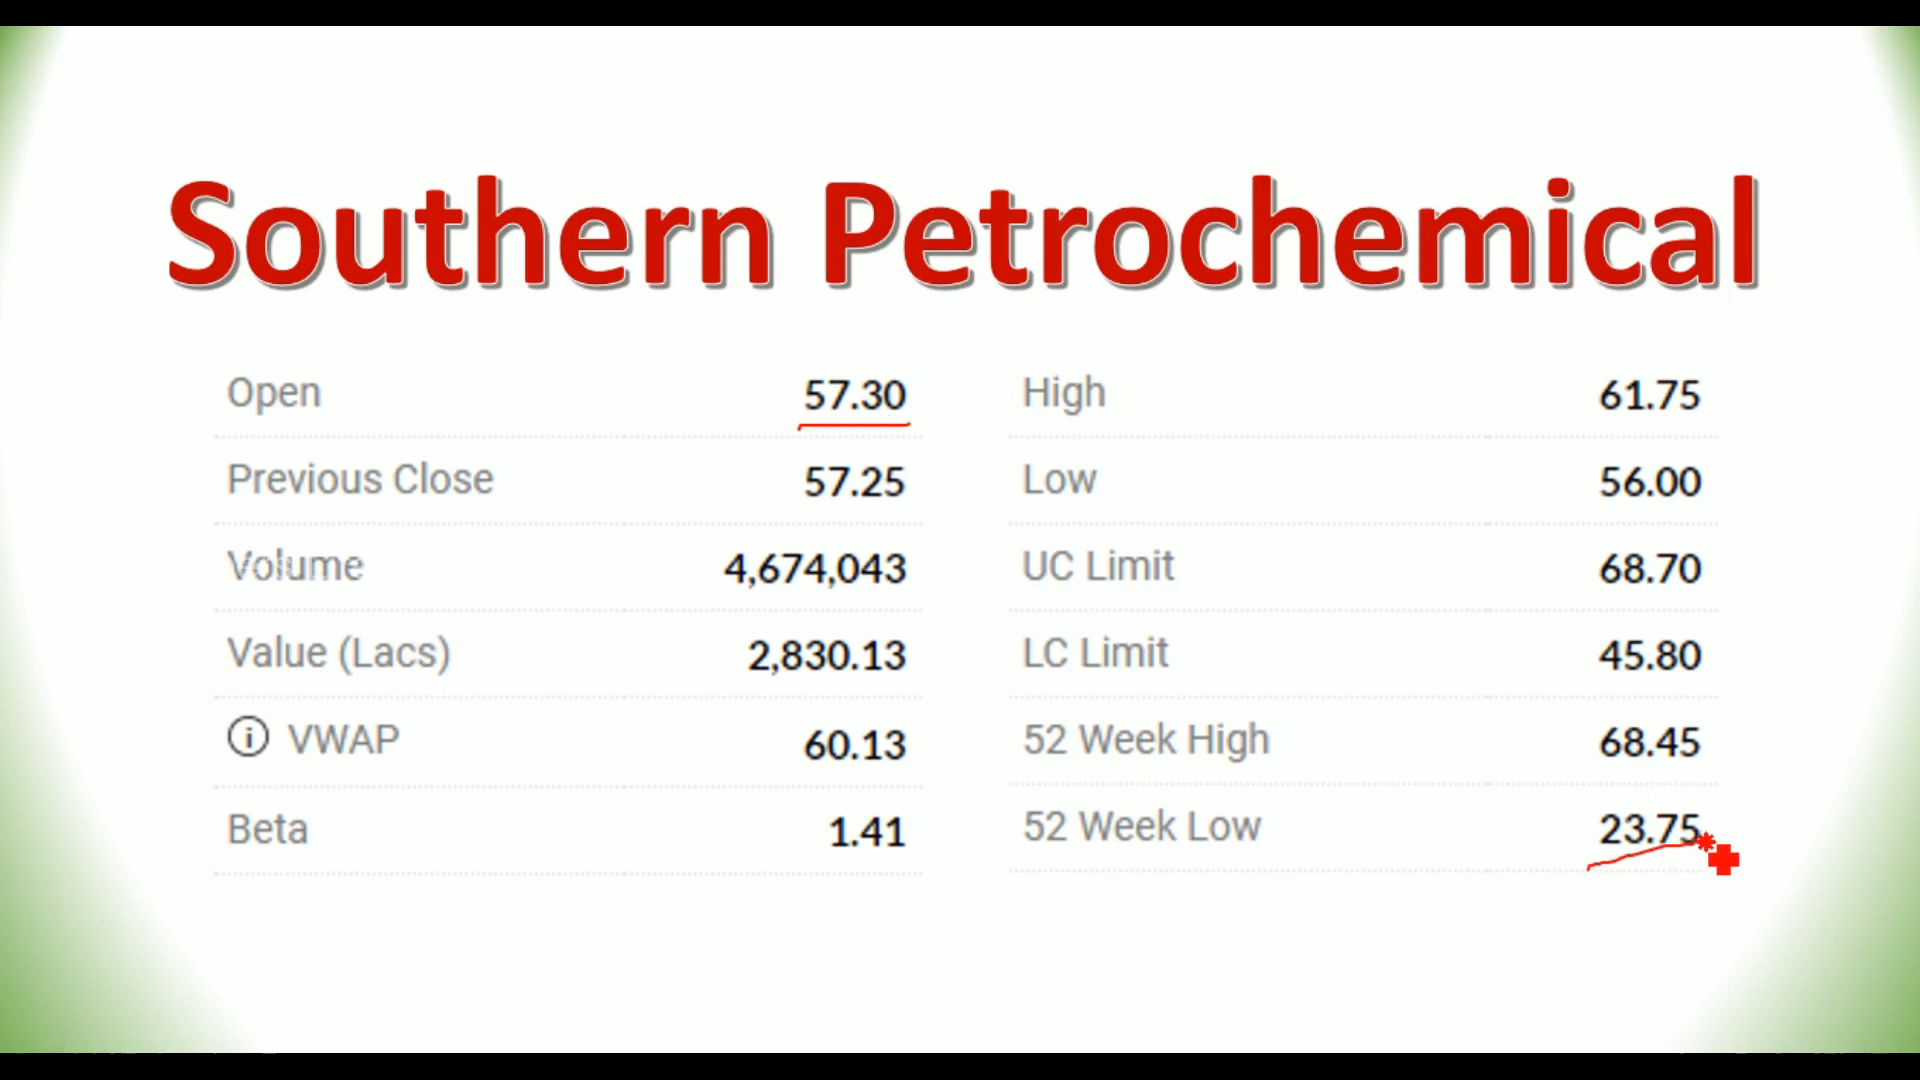 Southern Petrochemical
Open 57.30 High 61.75
Previous Close 57.25 Low 56.00
Volume 4,674,043 UC Limit 68.70
Value (Lacs) 2,830.13 LC Limit 45.80
i VWAP 60.13 52 Week High 68.45
Beta 1.41 52 Week Low 23.75